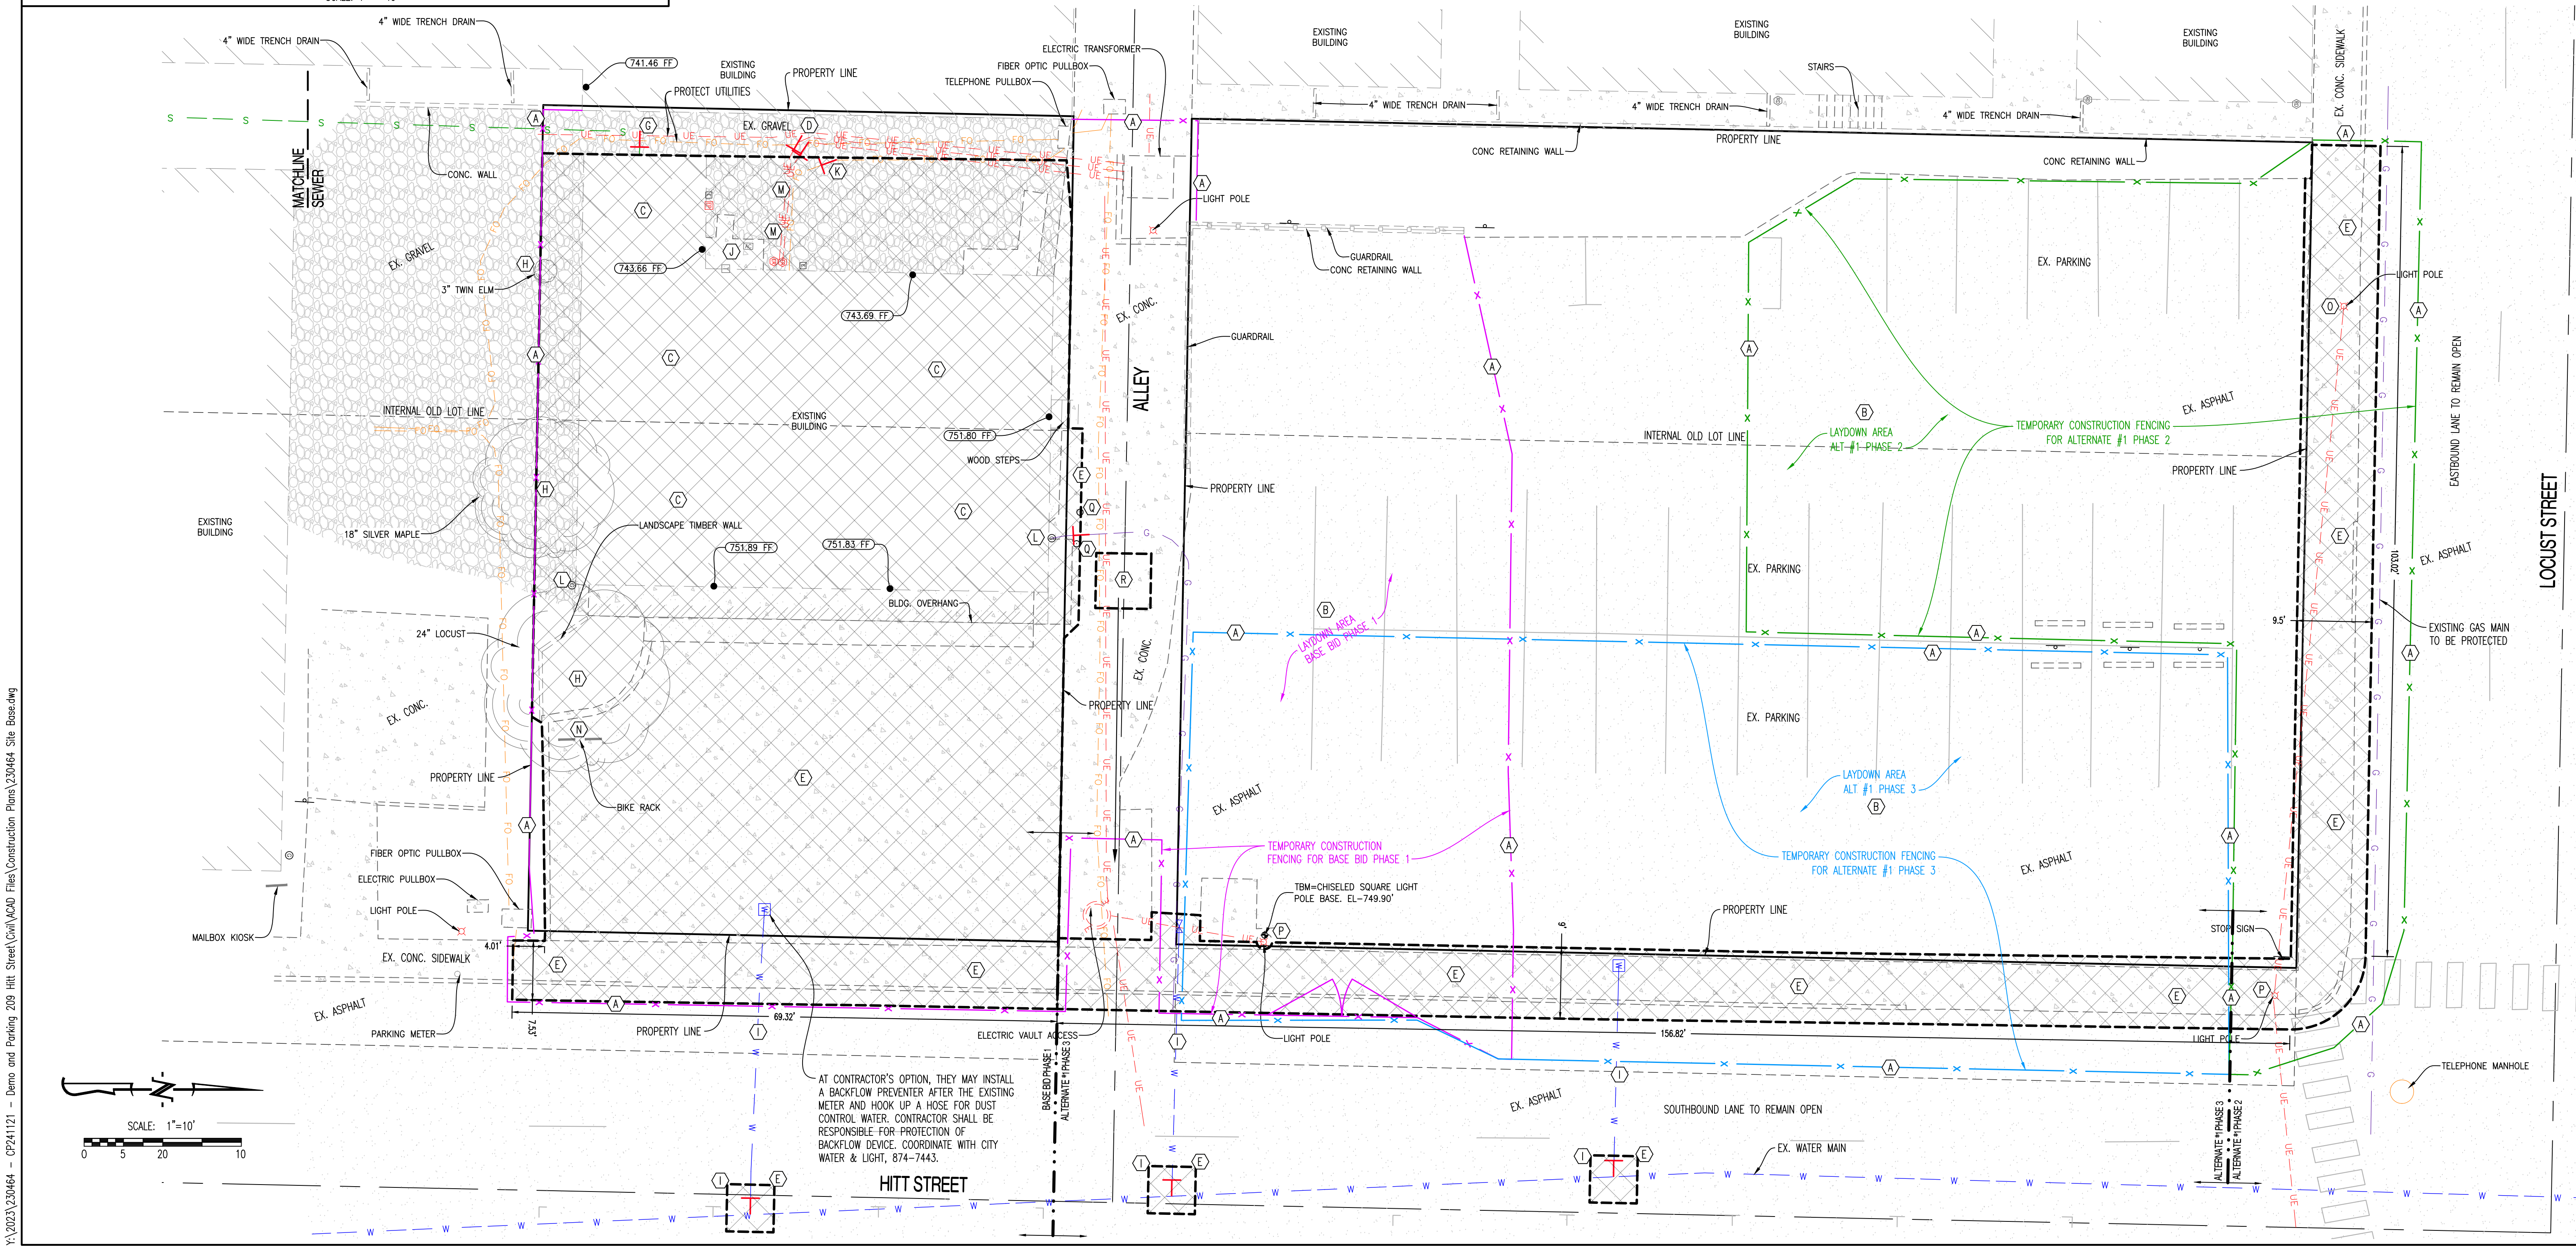 4" WIDE TRENCH DRAIN
4" WIDE TRENCH DRAIN
741.46 FF
EXISTING
BUILDING
PROPERTY LINE
PROTECT UTILITIES
ELECTRIC TRANSFORMER
FIBER OPTIC PULLBOX
TELEPHONE PULLBOX
EXISTING
BUILDING
4" WIDE TRENCH DRAIN
EXISTING
BUILDING
STAIRS
4" WIDE TRENCH DRAIN
EXISTING
BUILDING
4" WIDE TRENCH DRAIN
EX. CONC. SIDEWALK
CONC RETAINING WALL
PROPERTY LINE
CONC RETAINING WALL
MATCHLINE
SEWER
CONC. WALL
EX. GRAVEL
EX. GRAVEL
3" TWIN ELM
743.66 FF
743.69 FF
LIGHT POLE
GUARDRAIL
CONC RETAINING WALL
EX. CONC.
GUARDRAIL
ALLEY
EX. PARKING
LIGHT POLE
EASTBOUND LANE TO REMAIN OPEN
INTERNAL OLD LOT LINE
EXISTING
BUILDING
751.80 FF
WOOD STEPS
INTERNAL OLD LOT LINE
LAYDOWN AREA
ALT #1 PHASE 2
EX. ASPHALT
TEMPORARY CONSTRUCTION FENCING
FOR ALTERNATE #1 PHASE 2
PROPERTY LINE
PROPERTY LINE
LOCUST STREET
EXISTING
BUILDING
18" SILVER MAPLE
LANDSCAPE TIMBER WALL
751.89 FF
751.83 FF
BLDG. OVERHANG
24" LOCUST
EX. PARKING
103.02'
EX. ASPHALT
9.5'
EXISTING GAS MAIN
TO BE PROTECTED
LAYDOWN AREA
BASE BID PHASE 1
EX. CONC.
PROPERTY LINE
EX. PARKING
EX. CONC.
PROPERTY LINE
BIKE RACK
EX. ASPHALT
LAYDOWN AREA
ALT #1 PHASE 3
TEMPORARY CONSTRUCTION
FENCING FOR BASE BID PHASE 1
TEMPORARY CONSTRUCTION FENCING
FOR ALTERNATE #1 PHASE 3
EX. ASPHALT
FIBER OPTIC PULLBOX
ELECTRIC PULLBOX
LIGHT POLE
MAILBOX KIOSK
TBM=CHISELED SQUARE LIGHT
POLE BASE. EL-749.90'
PROPERTY LINE
STOP SIGN
4.01'
EX. CONC. SIDEWALK
9'
EX. ASPHALT
PARKING METER
7.53'
69.32'
PROPERTY LINE
ELECTRIC VAULT ACCESS
LIGHT POLE
156.82'
LIGHT POLE
TELEPHONE MANHOLE
BASE BID PHASE 1
ALTERNATE #1 PHASE 3
AT CONTRACTOR'S OPTION, THEY MAY INSTALL
A BACKFLOW PREVENTER AFTER THE EXISTING
METER AND HOOK UP A HOSE FOR DUST
CONTROL WATER. CONTRACTOR SHALL BE
RESPONSIBLE FOR PROTECTION OF
BACKFLOW DEVICE. COORDINATE WITH CITY
WATER & LIGHT, 874-7443.
EX. ASPHALT
SOUTHBOUND LANE TO REMAIN OPEN
EX. WATER MAIN
ALTERNATE #1 PHASE 3
ALTERNATE #1 PHASE 2
HITT STREET
SCALE: 1"=10'
0 5 20 10
Y:\2023\230464 - CP241121 - Demo and Parking 209 Hitt Street\Civil\ACAD Files\Construction Plans\230464 Site Base.dwg